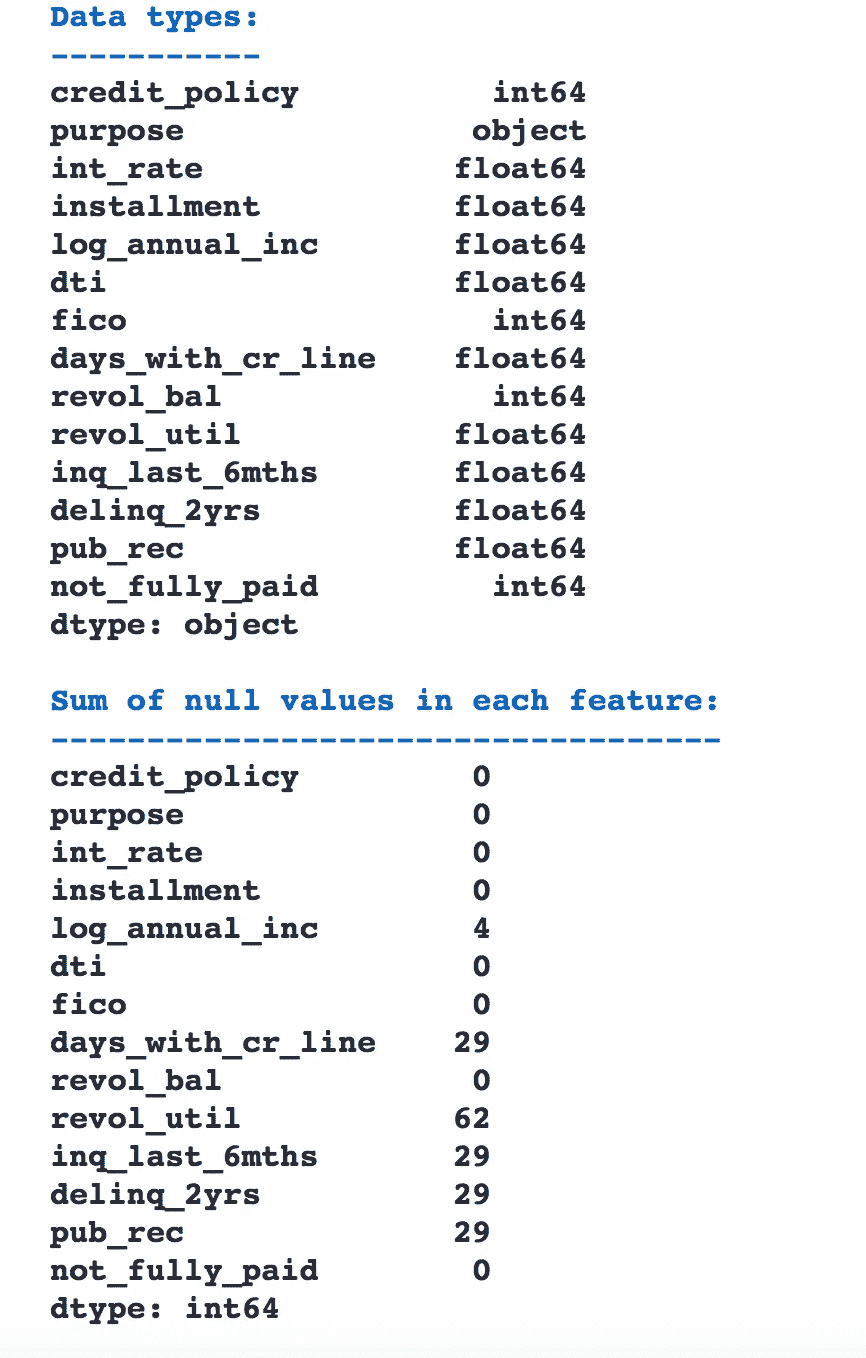 Data types:
-----------
credit_policy int64
purpose object
int_rate float64
installment float64
log_annual_inc float64
dti float64
fico int64
days_with_cr_line float64
revol_bal int64
revol_util float64
inq_last_6mths float64
delinq_2yrs float64
pub_rec float64
not_fully_paid int64
dtype: object
Sum of null values in each feature:
-----------------------------------
credit_policy 0
purpose 0
int_rate 0
installment 0
log_annual_inc 4
dti 0
fico 0
days_with_cr_line 29
revol_bal 0
revol_util 62
inq_last_6mths 29
delinq_2yrs 29
pub_rec 29
not_fully_paid 0
dtype: int64